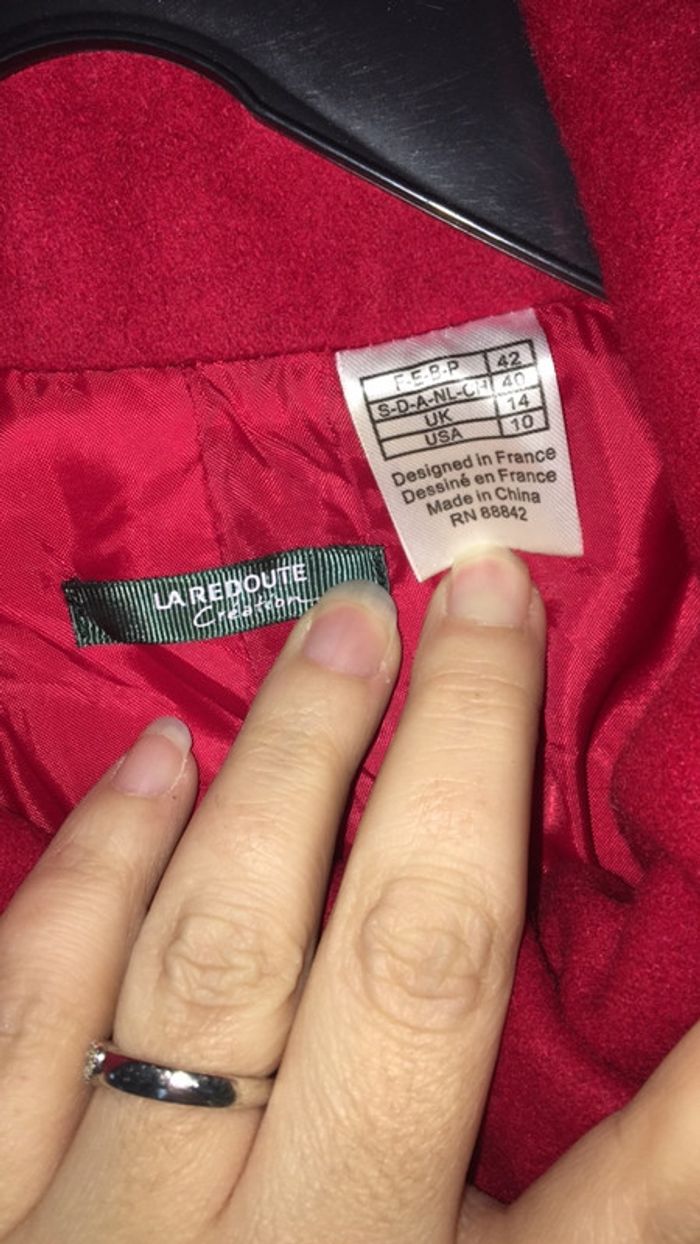 F-E-B-P 42
S-D-A-NL-CH 40
UK 14
USA 10
Designed in France
Dessiné en France
Made in China
RN 88842
LA REDOUTE
Création